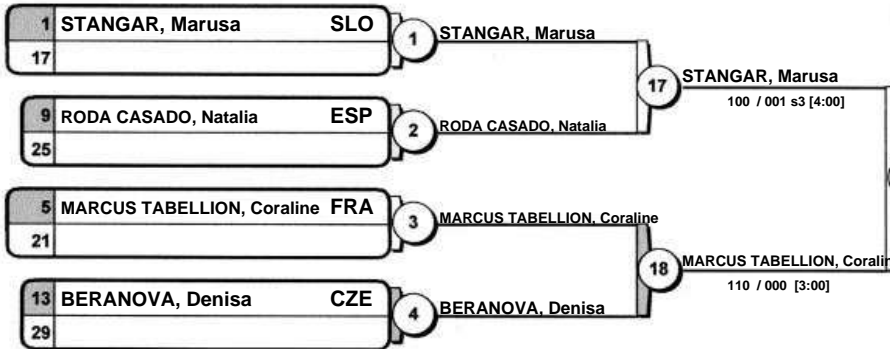 1 STANGAR, Marusa SLO
17
1
STANGAR, Marusa
9 RODA CASADO, Natalia ESP
25
2
RODA CASADO, Natalia
17
STANGAR, Marusa
100 / 001 s3 [4:00]
5 MARCUS TABELLION, Coraline FRA
21
3
MARCUS TABELLION, Coraline
13 BERANOVA, Denisa CZE
29
4
BERANOVA, Denisa
18
MARCUS TABELLION, Coralin
110 / 000 [3:00]